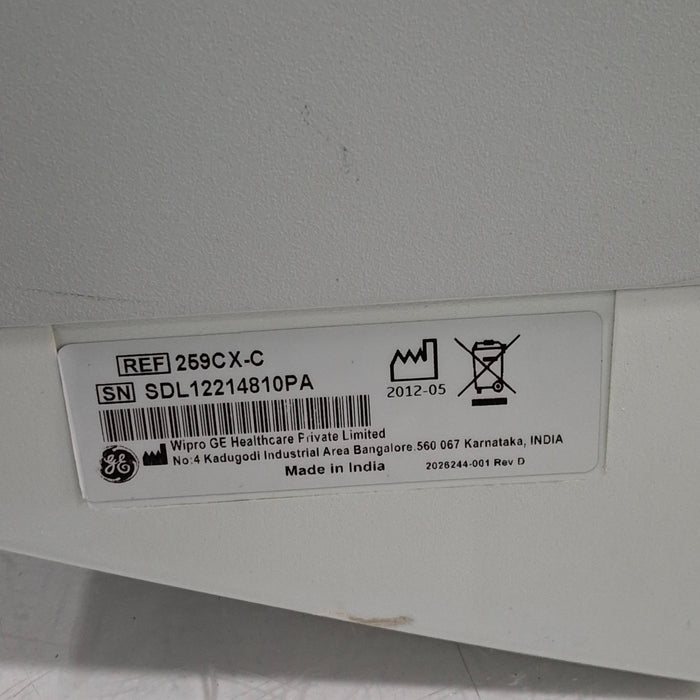 REF 259CX-C
SN SDL12214810PA
2012-05
Wipro GE Healthcare Private Limited
No:4 Kadugodi Industrial Area Bangalore.560 067 Karnataka, INDIA
GE
Made in India
2026244-001 Rev D